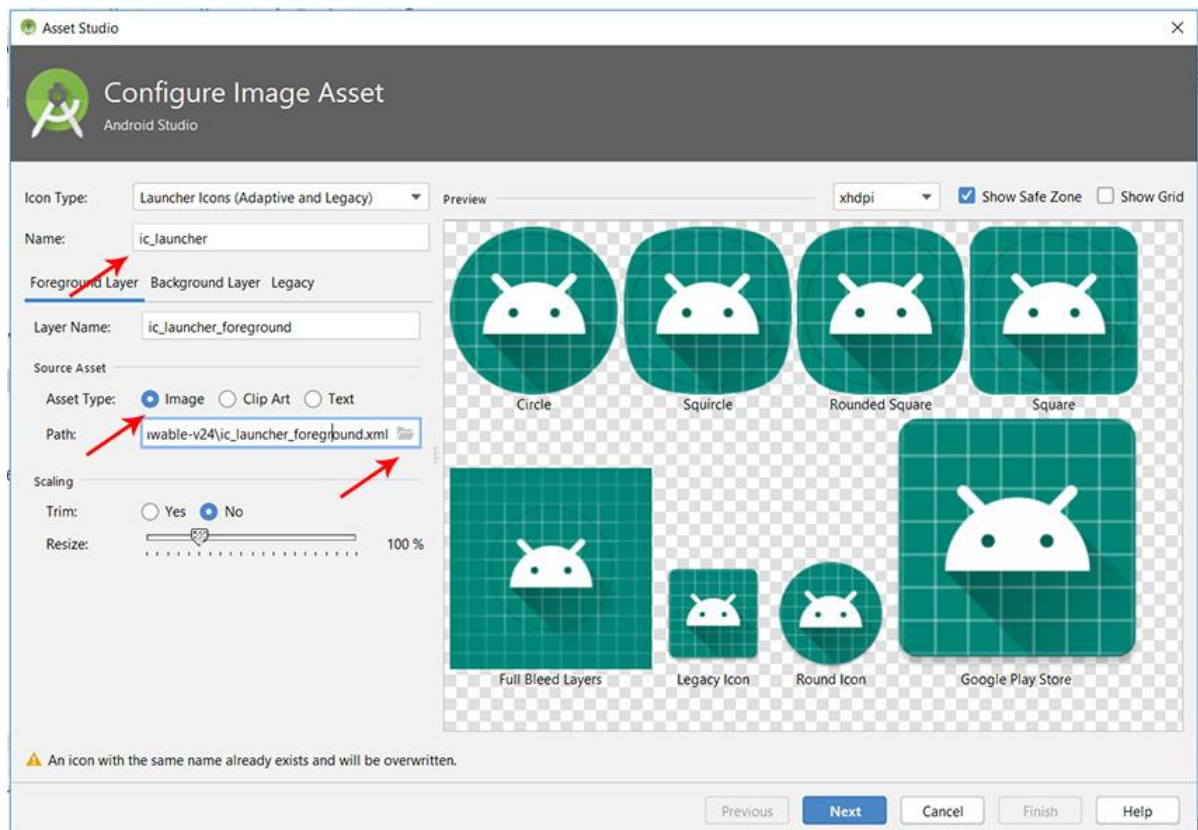 Asset Studio
Configure Image Asset
Android Studio
Icon Type: Launcher Icons (Adaptive and Legacy)
Name: ic_launcher
Foreground Layer Background Layer Legacy
Layer Name: ic_launcher_foreground
Source Asset
Asset Type: Image Clip Art Text
Path: wable-v24\ic_launcher_foreground.xml
Scaling
Trim: Yes No
Resize: 100 %
Preview xhdpi Show Safe Zone Show Grid
Circle Squircle Rounded Square Square
Full Bleed Layers Legacy Icon Round Icon Google Play Store
An icon with the same name already exists and will be overwritten.
Previous Next Cancel Finish Help